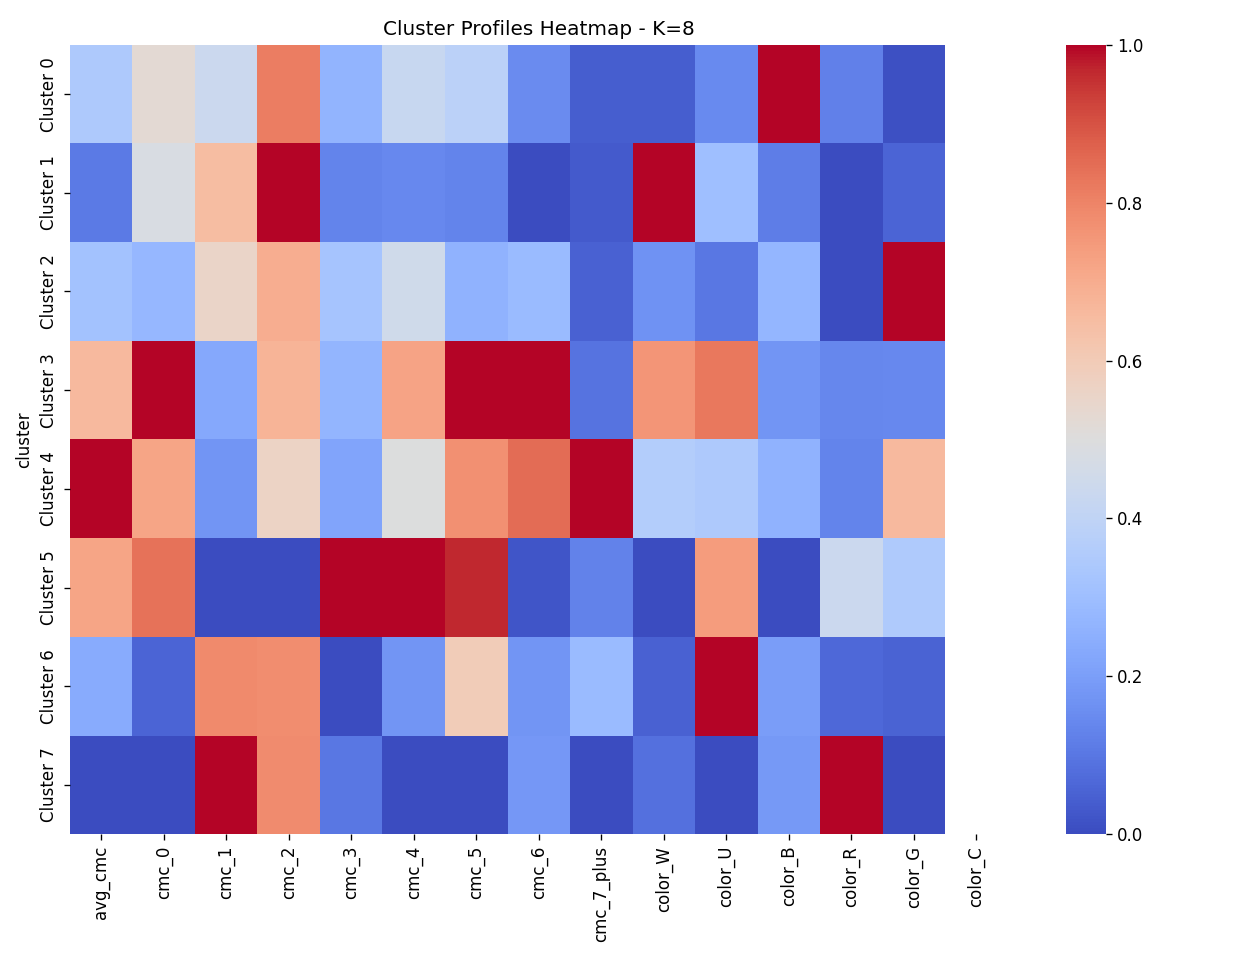 Cluster Profiles Heatmap - K=8
cluster
Cluster 0
Cluster 1
Cluster 2
Cluster 3
Cluster 4
Cluster 5
Cluster 6
Cluster 7
avg_cmc
cmc_0
cmc_1
cmc_2
cmc_3
cmc_4
cmc_5
cmc_6
cmc_7_plus
color_W
color_U
color_B
color_R
color_G
color_C
1.0
0.8
0.6
0.4
0.2
0.0